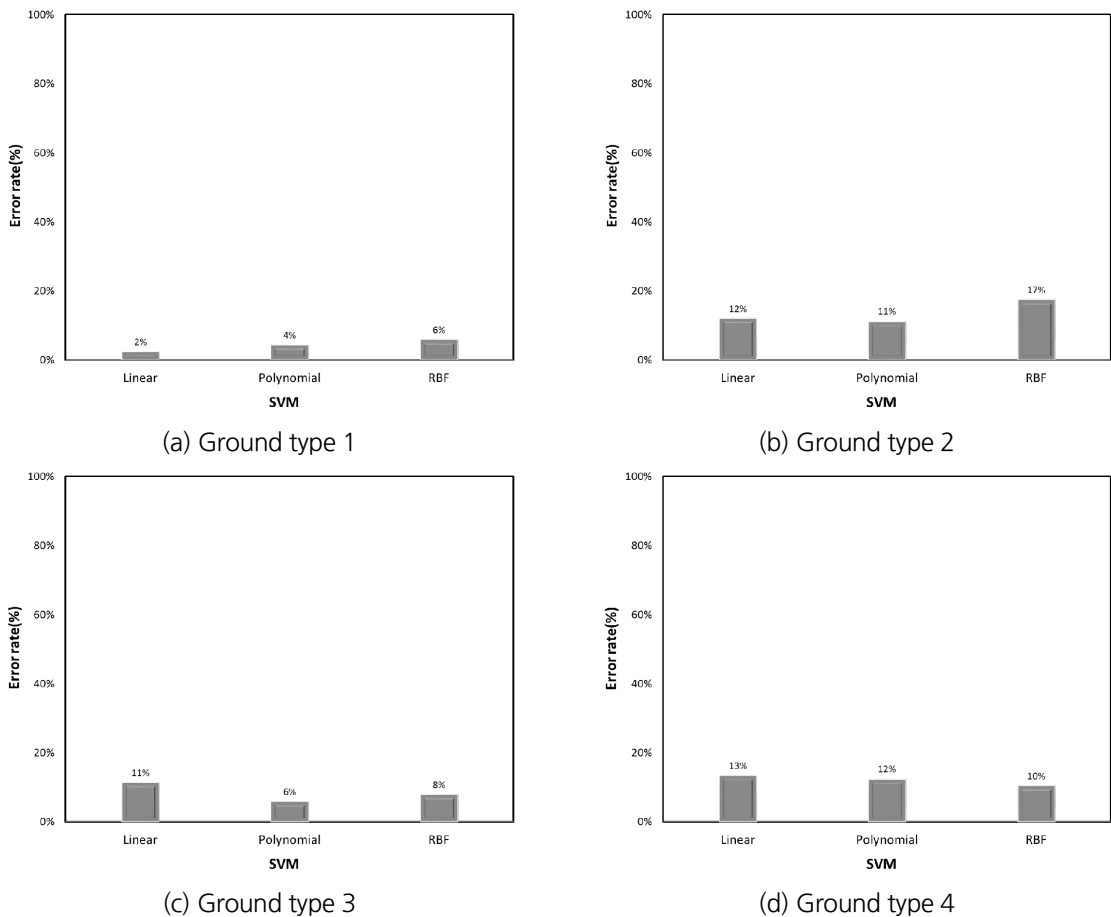 100%
80%
60%
40%
20%
0%
Error rate(%)
2%
4%
6%
Linear
Polynomial
RBF
SVM
(a) Ground type 1
100%
80%
60%
40%
20%
0%
Error rate(%)
12%
11%
17%
Linear
Polynomial
RBF
SVM
(b) Ground type 2
100%
80%
60%
40%
20%
0%
Error rate(%)
11%
6%
8%
Linear
Polynomial
RBF
SVM
(c) Ground type 3
100%
80%
60%
40%
20%
0%
Error rate(%)
13%
12%
10%
Linear
Polynomial
RBF
SVM
(d) Ground type 4